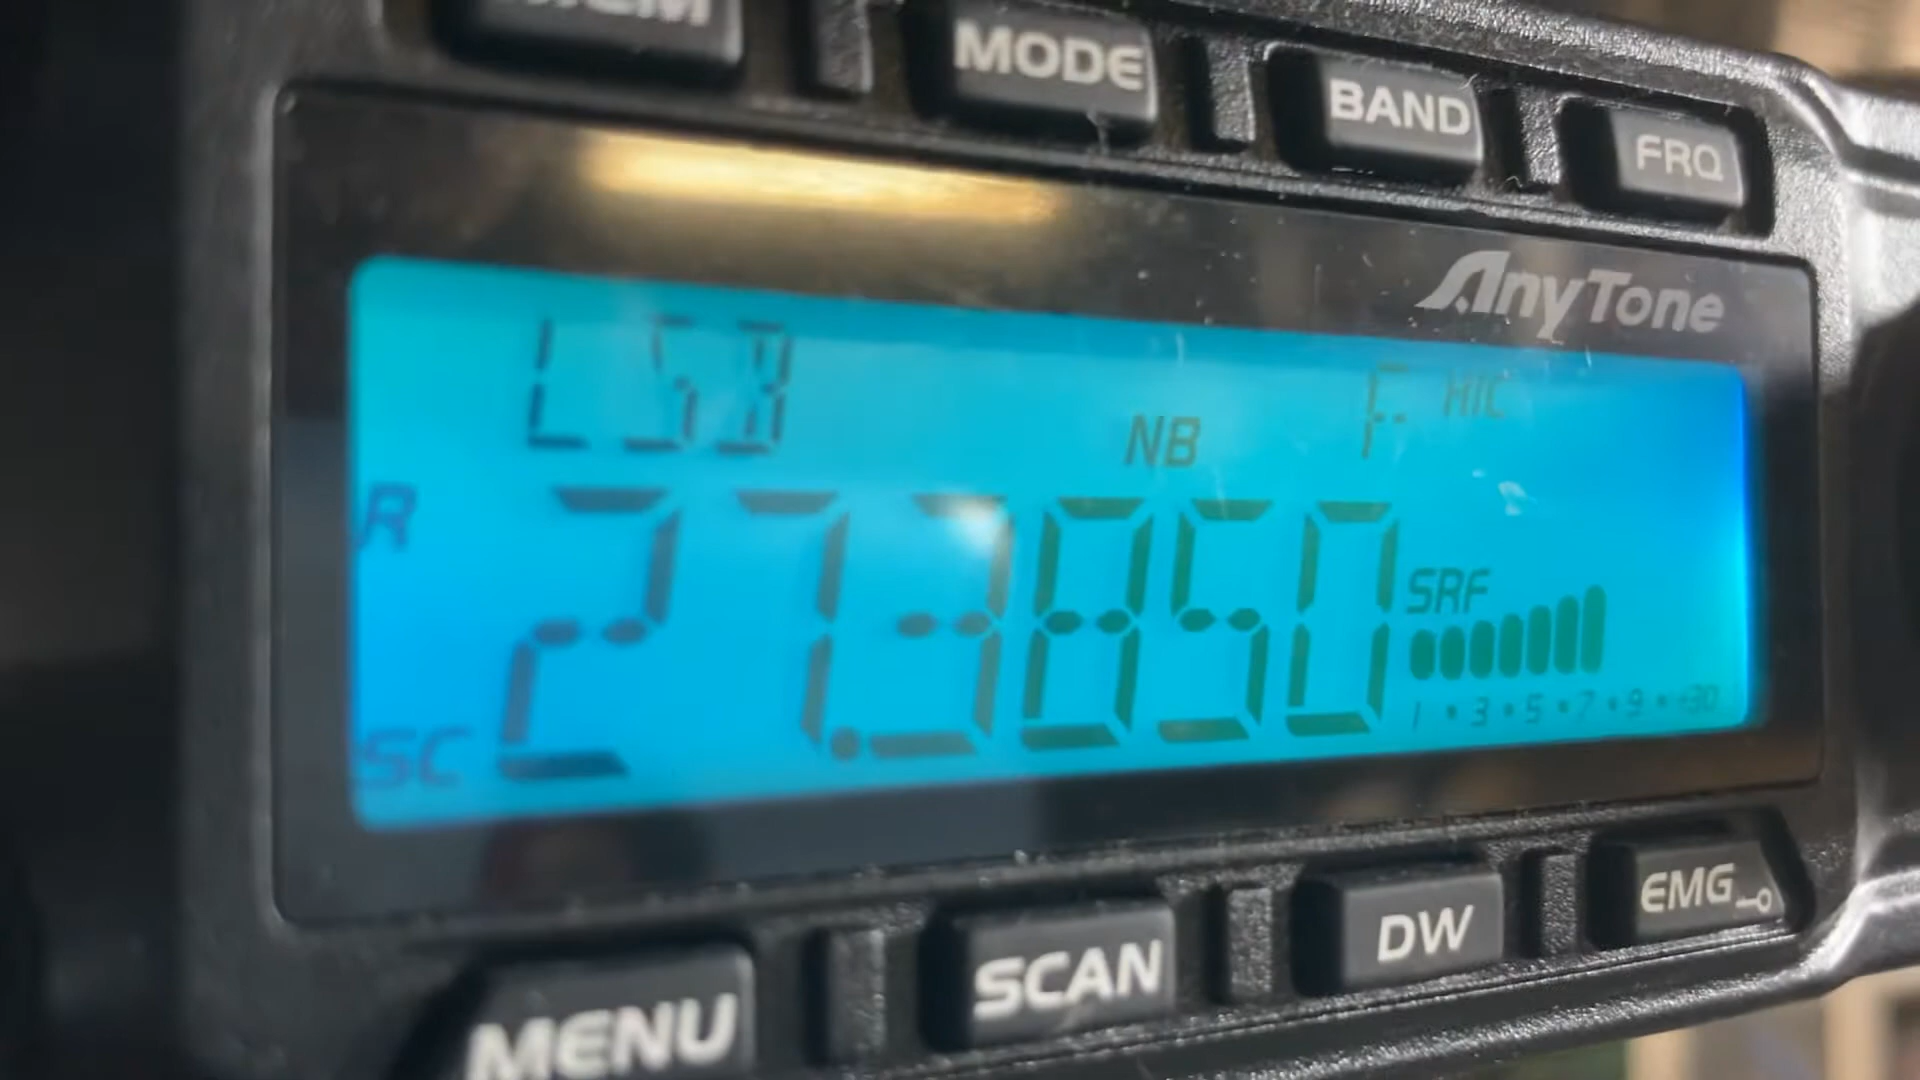 MODE BAND FRQ
AnyTone
LSB NB F HIC
R 27.3850 SRF
SC 1 • 3 • 5 • 7 • 9 • +30
MENU SCAN DW EMG